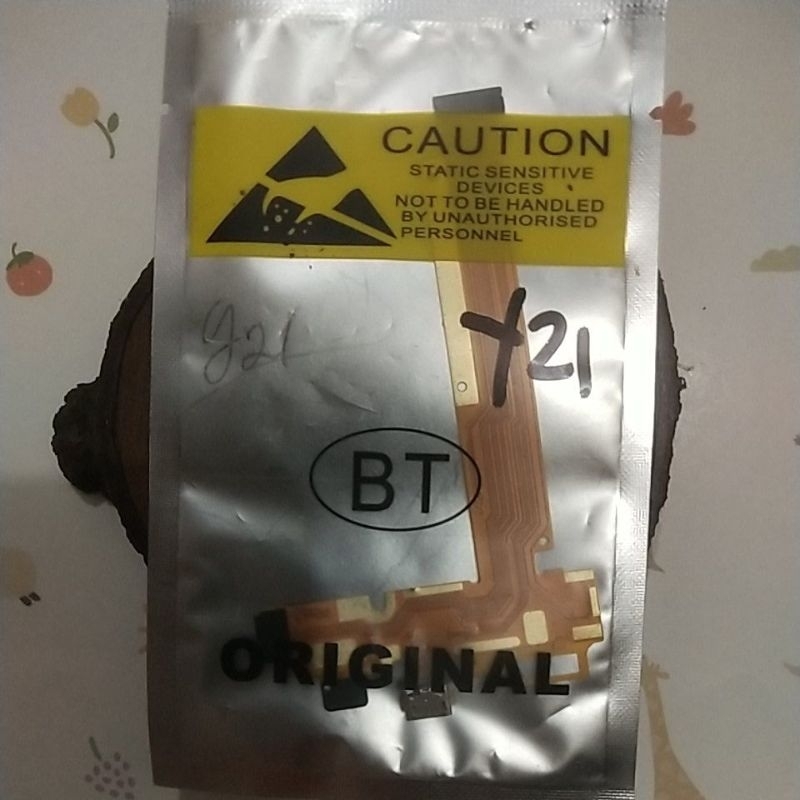 CAUTION
STATIC SENSITIVE
DEVICES
NOT TO BE HANDLED
BY UNAUTHORISED
PERSONNEL
y21
Y21
BT
ORIGINAL